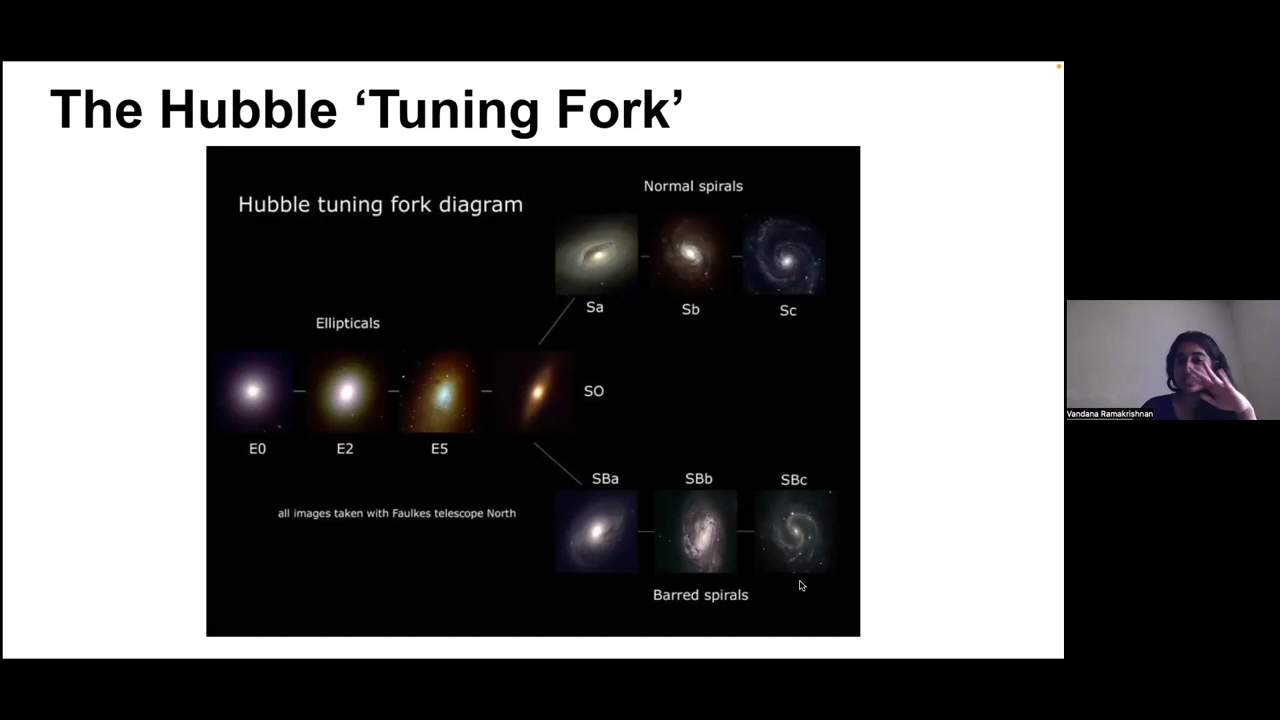 The Hubble ‘Tuning Fork’
Hubble tuning fork diagram
Normal spirals
Sa
Sb
Sc
Ellipticals
SO
E0
E2
E5
SBa
SBb
SBc
all images taken with Faulkes telescope North
Barred spirals
Vandana Ramakrishnan